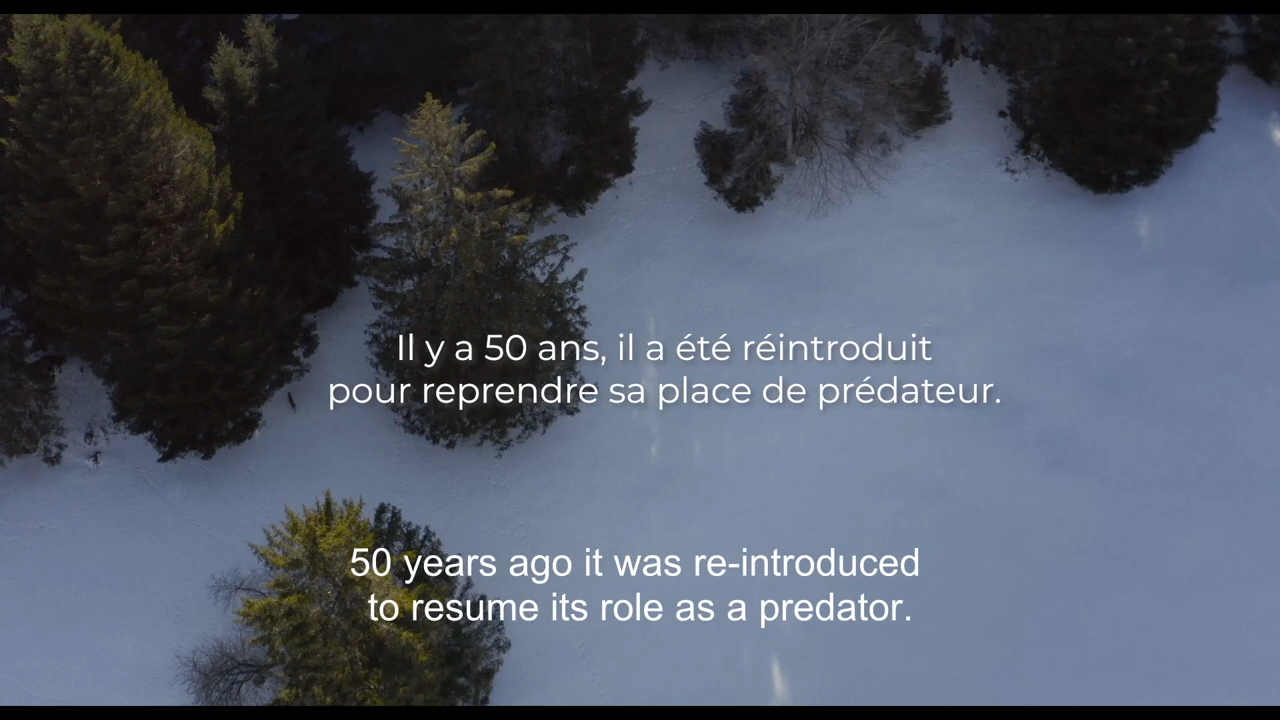 Il y a 50 ans, il a été réintroduit
pour reprendre sa place de prédateur.
50 years ago it was re-introduced
to resume its role as a predator.